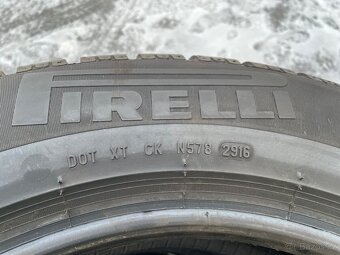 PIRELLI
DOT XT CK N578 2916